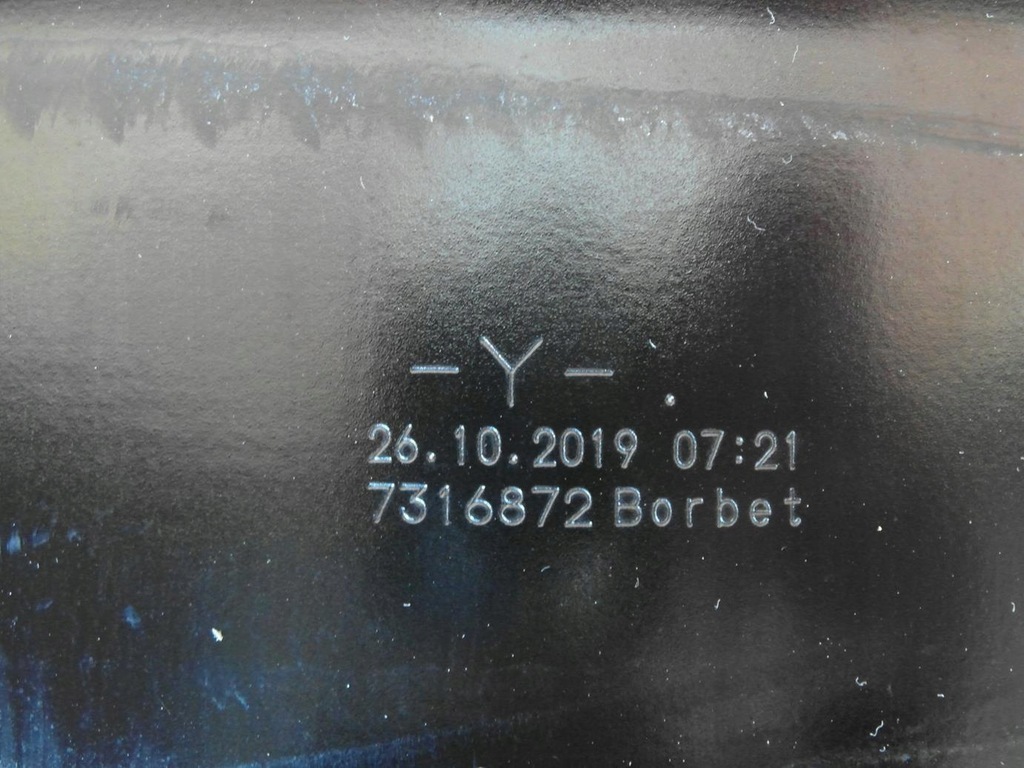 – Y –
26.10.2019 07:21
7316872 Borbet